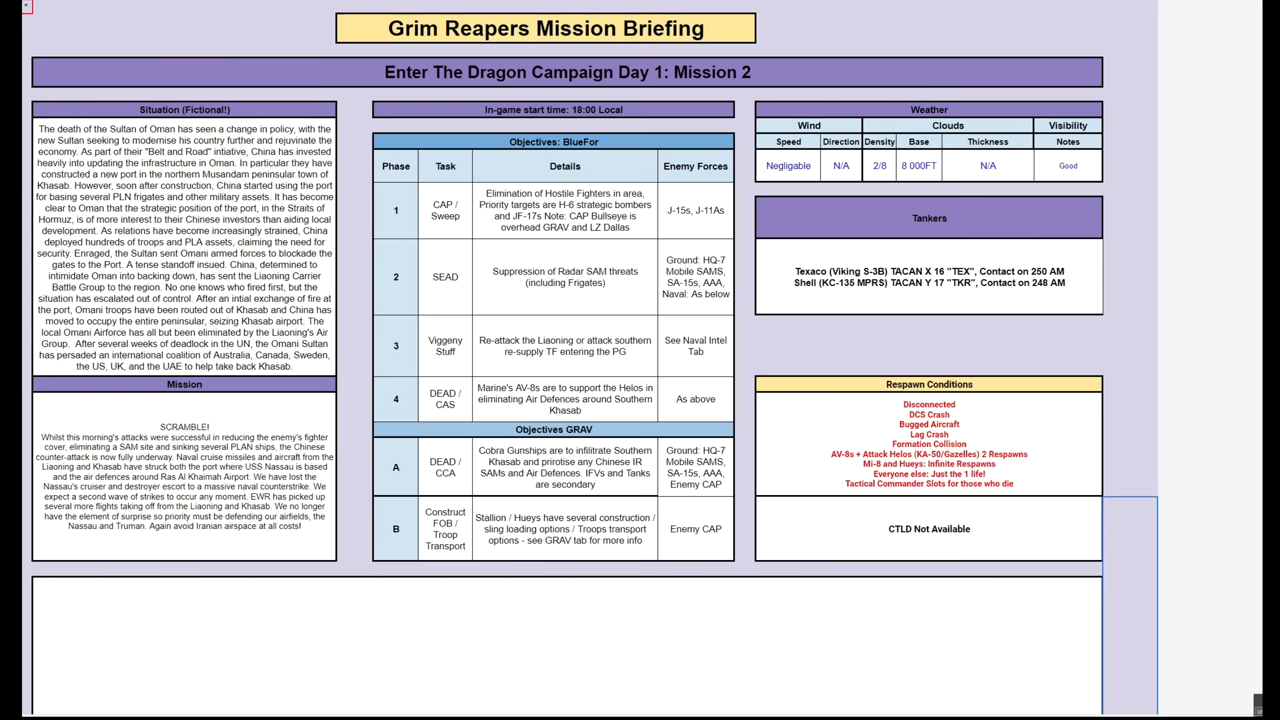 Grim Reapers Mission Briefing
Enter The Dragon Campaign Day 1: Mission 2
Situation (Fictional!)
The death of the Sultan of Oman has seen a change in policy, with the
new Sultan seeking to modernise his country further and rejuvinate the
economy. As part of their "Belt and Road" initiative, China has invested
heavily into updating the infrastructure in Oman. In particular they have
constructed a new port in the northern Musandam peninsular town of
Khasab. However, soon after construction, China started using the port
for basing several PLN frigates and other military assets. It has become
clear to Oman that the strategic position of the port, in the Straits of
Hormuz, is of more interest to their Chinese investors than aiding local
development. As relations have become increasingly strained, China
deployed hundreds of troops and PLA assets, claiming the need for
security. Enraged, the Sultan sent Omani armed forces to blockade the
gates to the Port. A tense standoff insued. China, determined to
intimidate Oman into backing down, has sent the Liaoning Carrier
Battle Group to the region. No one knows who fired first, but the
situation has escalated out of control. After an intial exchange of fire at
the port, Omani troops have been routed out of Khasab and China has
moved to occupy the entire peninsular, seizing Khasab airport. The
local Omani Airforce has all but been eliminated by the Liaoning's Air
Group. After several weeks of deadlock in the UN, the Omani Sultan
has persaded an international coalition of Australia, Canada, Sweden,
the US, UK, and the UAE to help take back Khasab.
Mission
SCRAMBLE!
Whilst this morning's attacks were successful in reducing the enemy's fighter
cover, eliminating a SAM site and sinking several PLAN ships, the Chinese
counter-attack is now fully underway. Naval cruise missiles and aircraft from the
Liaoning and Khasab have struck both the port where USS Nassau is based
and the air defences around Ras Al Khaimah Airport. We have lost the
Nassau's cruiser and destroyer escort to a massive naval counterstrike. We
expect a second wave of strikes to occur any moment. EWR has picked up
several more flights taking off from the Liaoning and Khasab. We no longer
have the element of surprise so priority must be defending our airfields, the
Nassau and Truman. Again avoid Iranian airspace at all costs!
In-game start time: 18:00 Local
Objectives: BlueFor
Phase Task Details Enemy Forces
1
CAP /
Sweep
Elimination of Hostile Fighters in area,
Priority targets are H-6 strategic bombers
and JF-17s Note: CAP Bullseye is
overhead GRAV and LZ Dallas
J-15s, J-11As
2
SEAD
Suppression of Radar SAM threats
(including Frigates)
Ground: HQ-7
Mobile SAMS,
SA-15s, AAA,
Naval: As below
3
Viggeny
Stuff
Re-attack the Liaoning or attack southern
re-supply TF entering the PG
See Naval Intel
Tab
4
DEAD /
CAS
Marine's AV-8s are to support the Helos in
eliminating Air Defences around Southern
Khasab
As above
Objectives GRAV
A
DEAD /
CCA
Cobra Gunships are to infilitrate Southern
Khasab and prirotise any Chinese IR
SAMs and Air Defences. IFVs and Tanks
are secondary
Ground: HQ-7
Mobile SAMS,
SA-15s, AAA,
Enemy CAP
B
Construct
FOB /
Troop
Transport
Stallion / Hueys have several construction /
sling loading options / Troops transport
options - see GRAV tab for more info
Enemy CAP
Weather
Wind Clouds Visibility
Speed Direction Density Base Thickness Notes
Negligable N/A 2/8 8 000FT N/A Good
Tankers
Texaco (Viking S-3B) TACAN X 16 "TEX", Contact on 250 AM
Shell (KC-135 MPRS) TACAN Y 17 "TKR", Contact on 248 AM
Respawn Conditions
Disconnected
DCS Crash
Bugged Aircraft
Lag Crash
Formation Collision
AV-8s + Attack Helos (KA-50/Gazelles) 2 Respawns
Mi-8 and Hueys: Infinite Respawns
Everyone else: Just the 1 life!
Tactical Commander Slots for those who die
CTLD Not Available